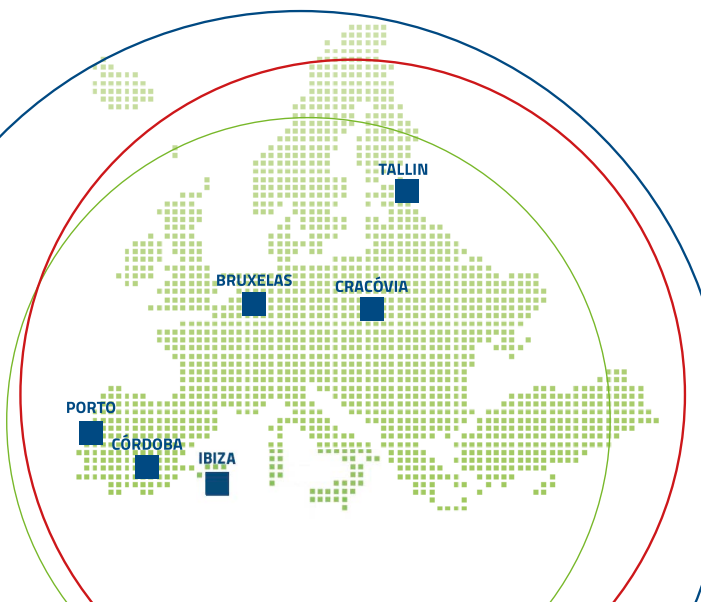 TALLIN
BRUXELAS
CRACÓVIA
PORTO
CÓRDOBA
IBIZA